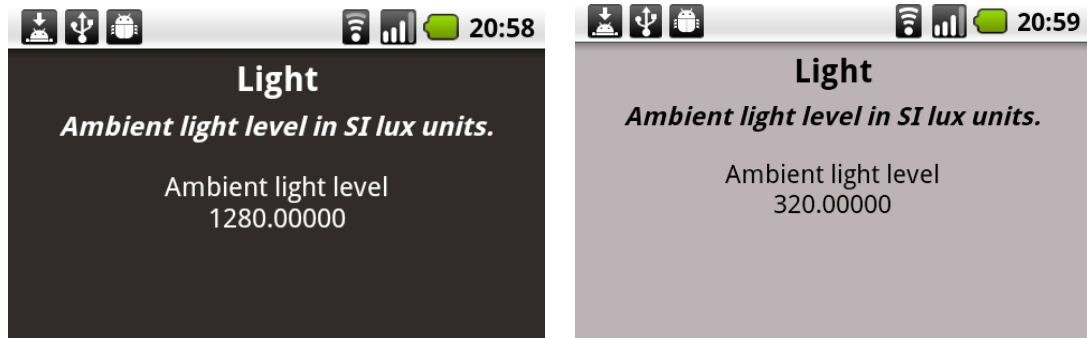 20:58
Light
Ambient light level in SI lux units.
Ambient light level
1280.00000
20:59
Light
Ambient light level in SI lux units.
Ambient light level
320.00000